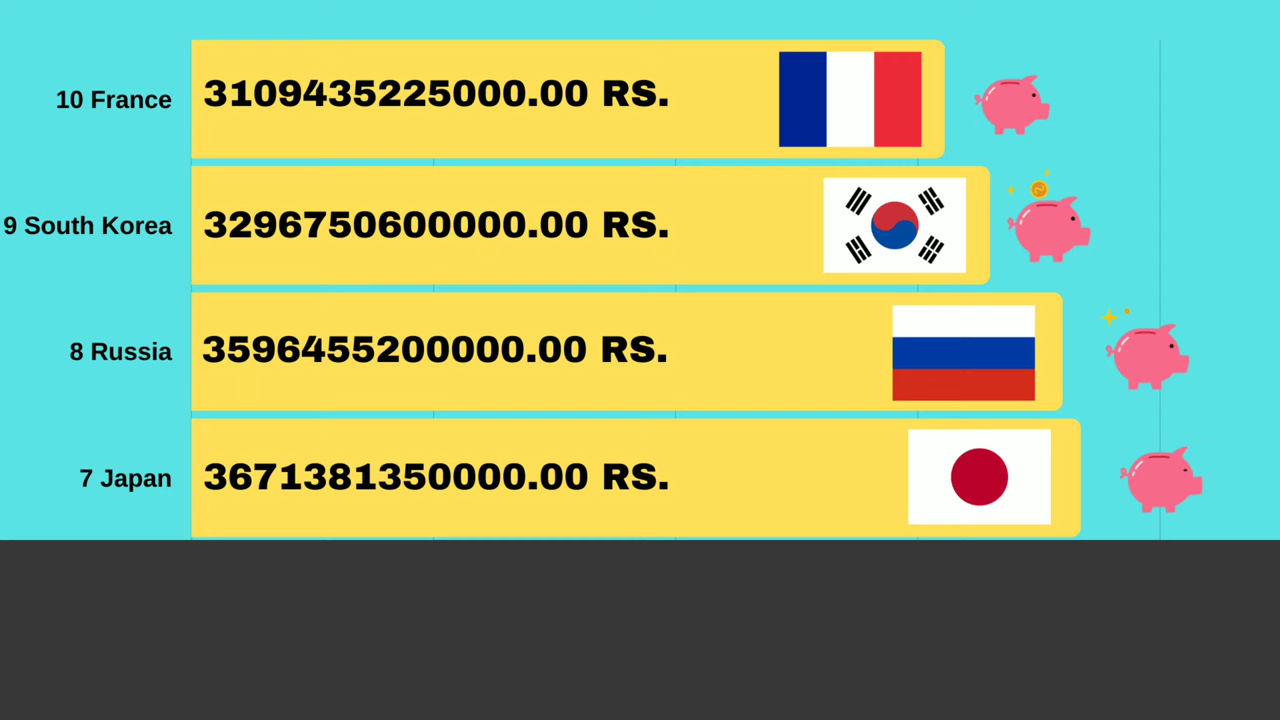 10 France
3109435225000.00 RS.
9 South Korea
3296750600000.00 RS.
8 Russia
3596455200000.00 RS.
7 Japan
3671381350000.00 RS.